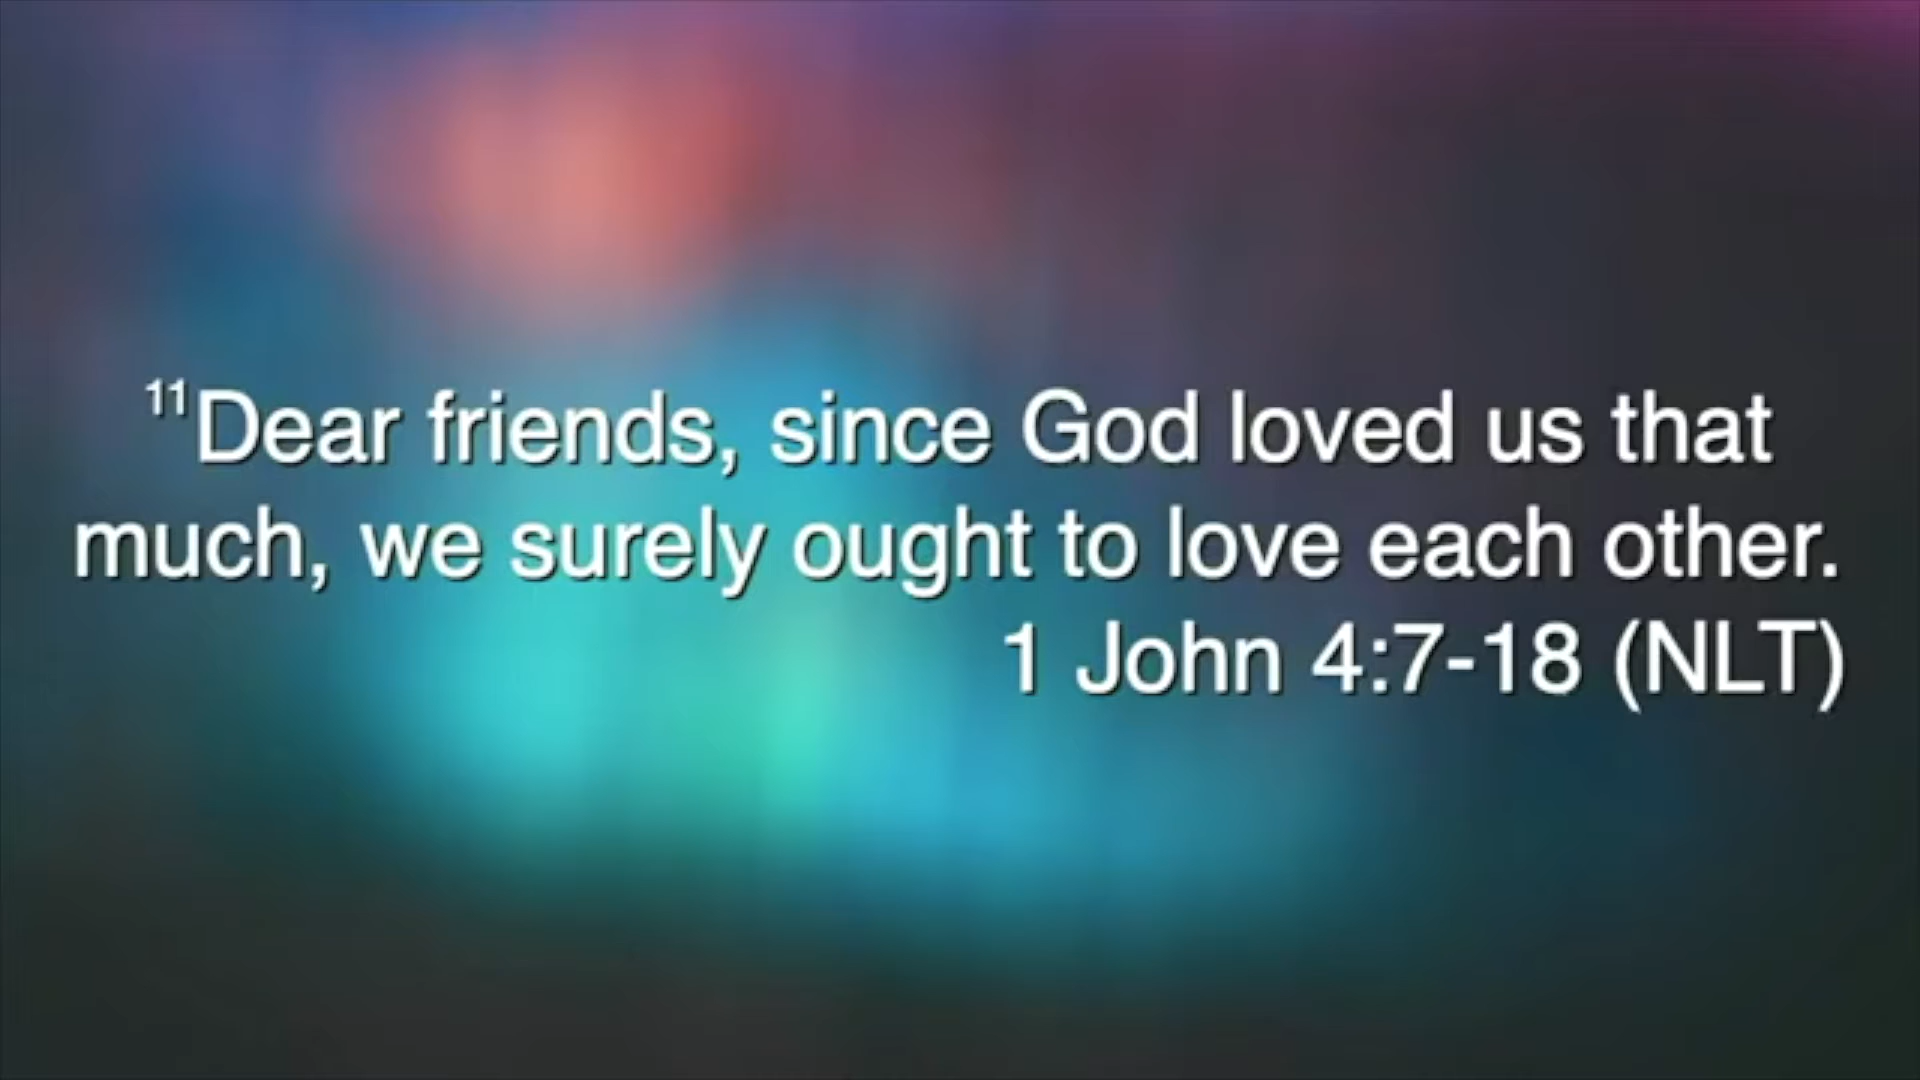 ¹¹Dear friends, since God loved us that
much, we surely ought to love each other.
1 John 4:7-18 (NLT)